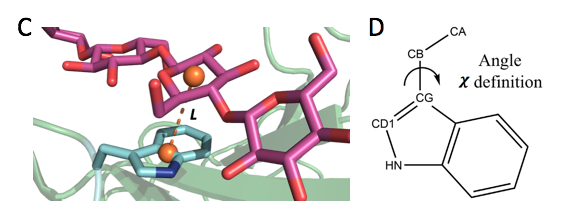 C
L
D
CA
CB
Angle
χ definition
CG
CD1
HN